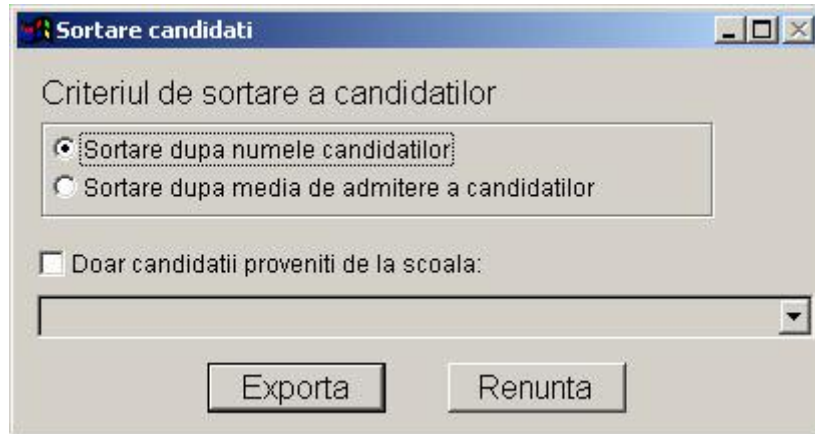 Sortare candidati
Criteriul de sortare a candidatilor
Sortare dupa numele candidatilor
Sortare dupa media de admitere a candidatilor
Doar candidatii proveniti de la scoala:
Exporta Renunta